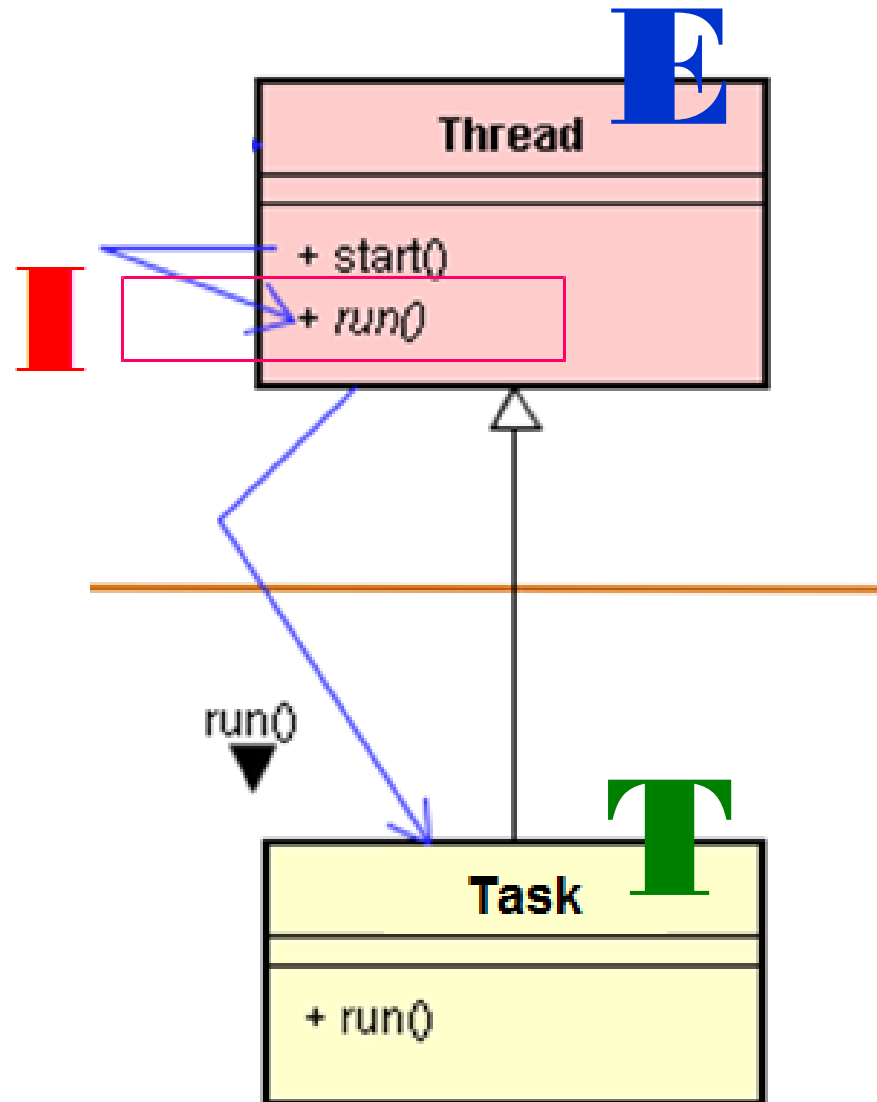 E
Thread
+ start()
I
+ run()
run()
T
Task
+ run()